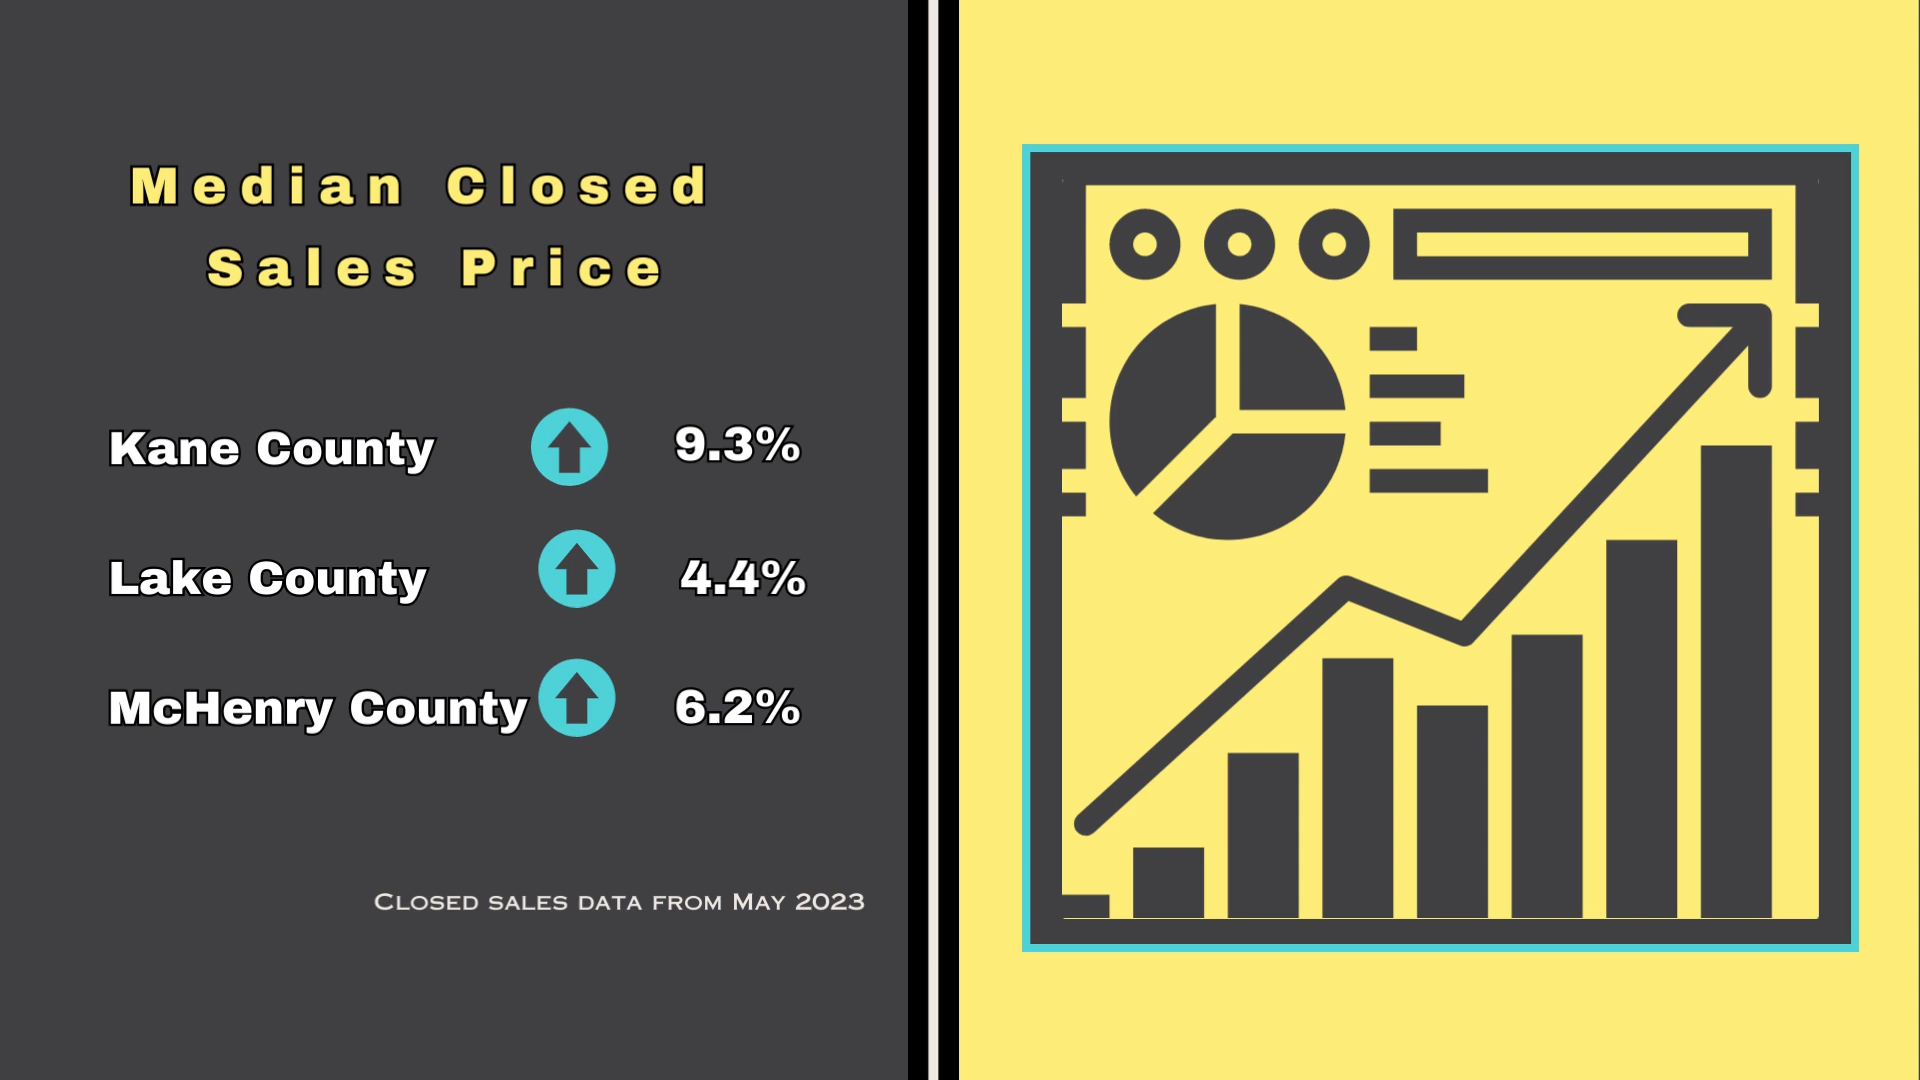 Median Closed
Sales Price
Kane County 9.3%
Lake County 4.4%
McHenry County 6.2%
Closed sales data from May 2023